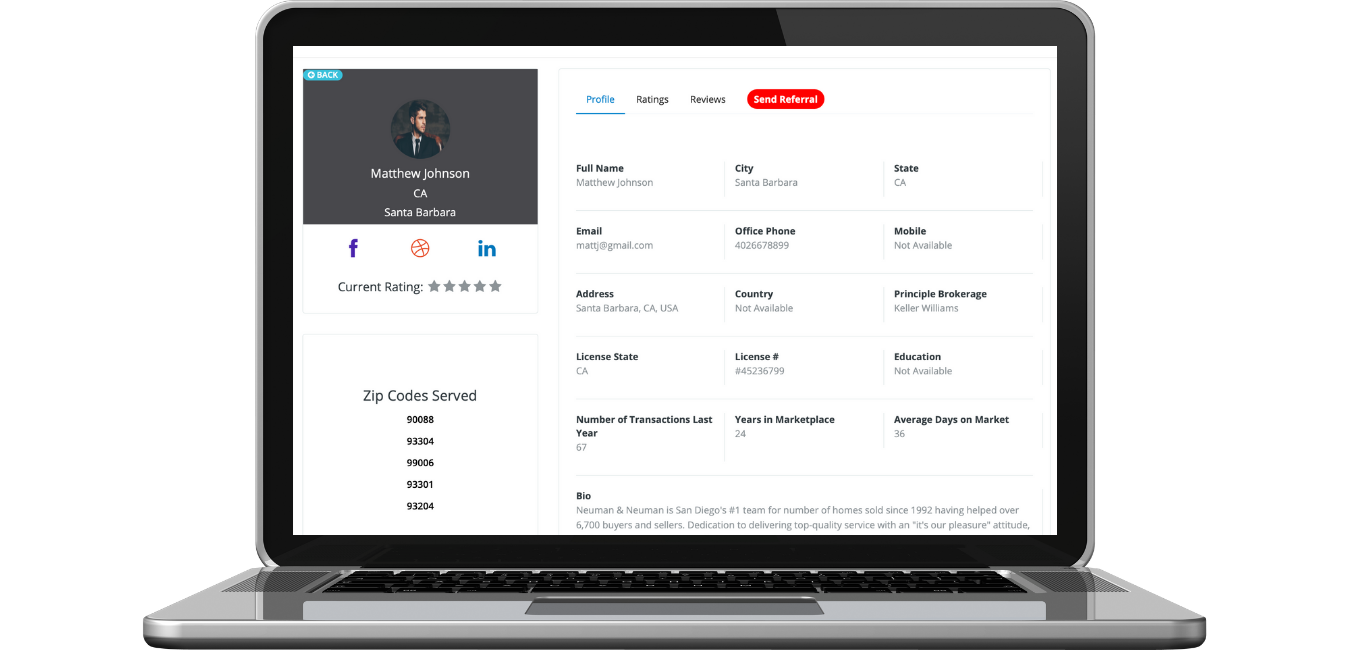 BACK
Matthew Johnson
CA
Santa Barbara
Current Rating:
Zip Codes Served
90088
93304
99006
93301
93204
Profile Ratings Reviews Send Referral
Full Name City State
Matthew Johnson Santa Barbara CA
Email Office Phone Mobile
mattj@gmail.com 4026678899 Not Available
Address Country Principle Brokerage
Santa Barbara, CA, USA Not Available Keller Williams
License State License # Education
CA #45236799 Not Available
Number of Transactions Last Years in Marketplace Average Days on Market
Year 24 36
67
Bio
Neuman & Neuman is San Diego's #1 team for number of homes sold since 1992 having helped over
6,700 buyers and sellers. Dedication to delivering top-quality service with an "it's our pleasure" attitude,